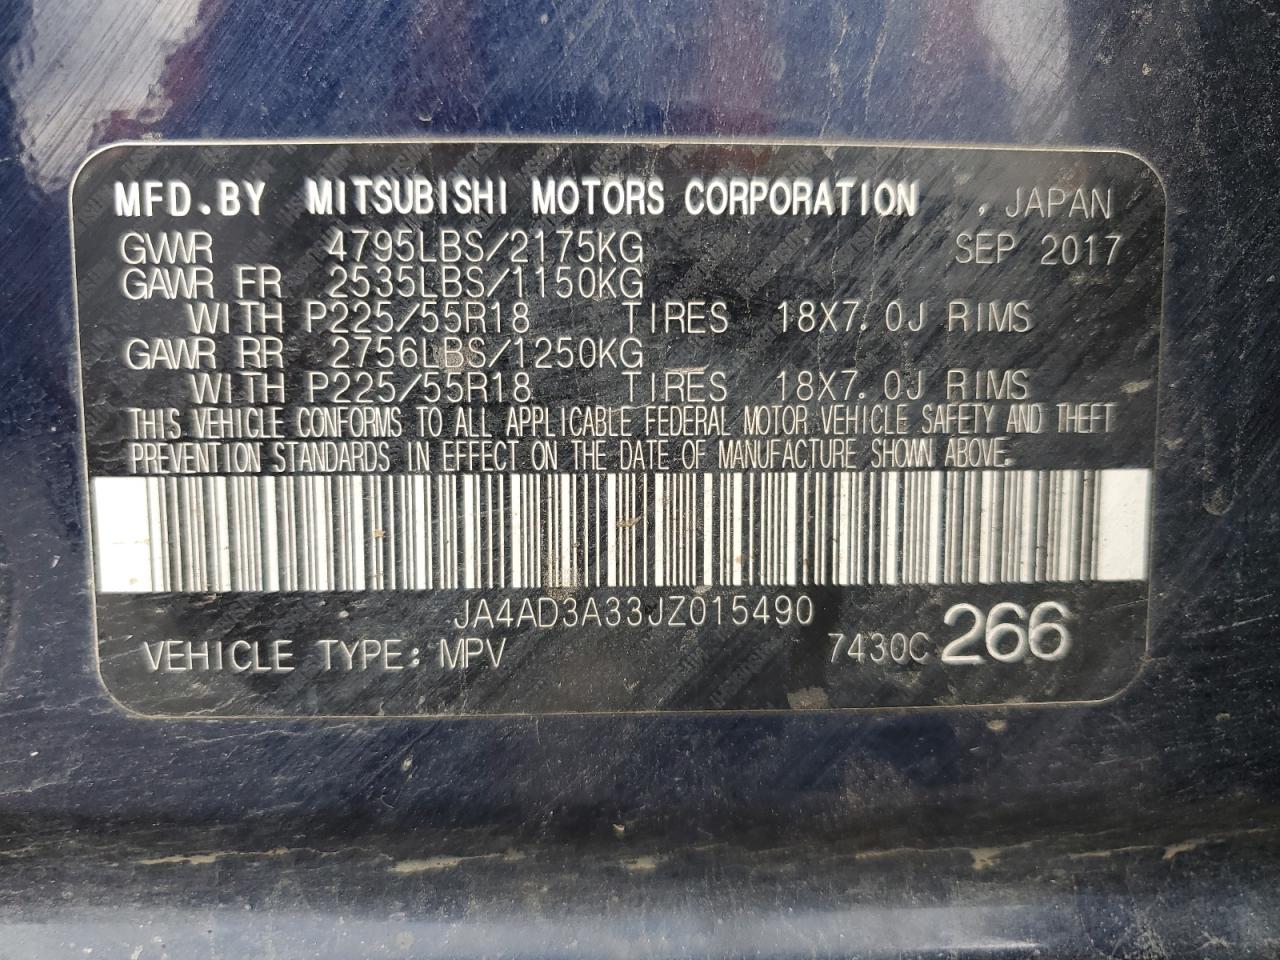 MFD.BY MITSUBISHI MOTORS CORPORATION , JAPAN
GVWR 4795LBS/2175KG SEP 2017
GAWR FR 2535LBS/1150KG
WITH P225/55R18 TIRES 18X7.0J RIMS
GAWR RR 2756LBS/1250KG
WITH P225/55R18 TIRES 18X7.0J RIMS
THIS VEHICLE CONFORMS TO ALL APPLICABLE FEDERAL MOTOR VEHICLE SAFETY AND THEFT
PREVENTION STANDARDS IN EFFECT ON THE DATE OF MANUFACTURE SHOWN ABOVE.
JA4AD3A33JZ015490
VEHICLE TYPE: MPV 7430C 266